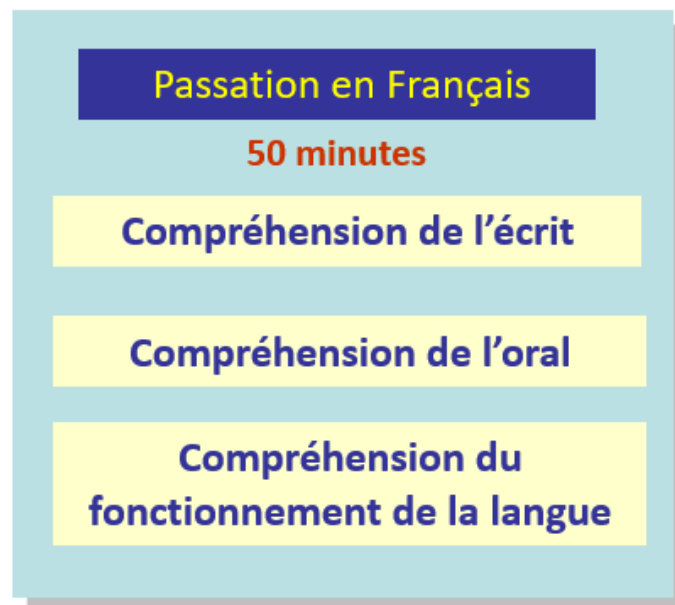 Passation en Français
50 minutes
Compréhension de l’écrit
Compréhension de l’oral
Compréhension du
fonctionnement de la langue